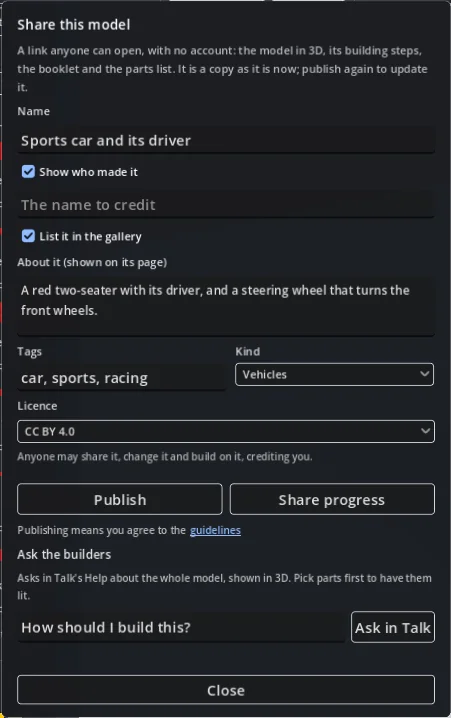 Share this model
A link anyone can open, with no account: the model in 3D, its building steps,
the booklet and the parts list. It is a copy as it is now; publish again to update
it.
Name
Sports car and its driver
Show who made it
The name to credit
List it in the gallery
About it (shown on its page)
A red two-seater with its driver, and a steering wheel that turns the
front wheels.
Tags
Kind
car, sports, racing
Vehicles
Licence
CC BY 4.0
Anyone may share it, change it and build on it, crediting you.
Publish
Share progress
Publishing means you agree to the guidelines
Ask the builders
Asks in Talk's Help about the whole model, shown in 3D. Pick parts first to have them
lit.
How should I build this?
Ask in Talk
Close